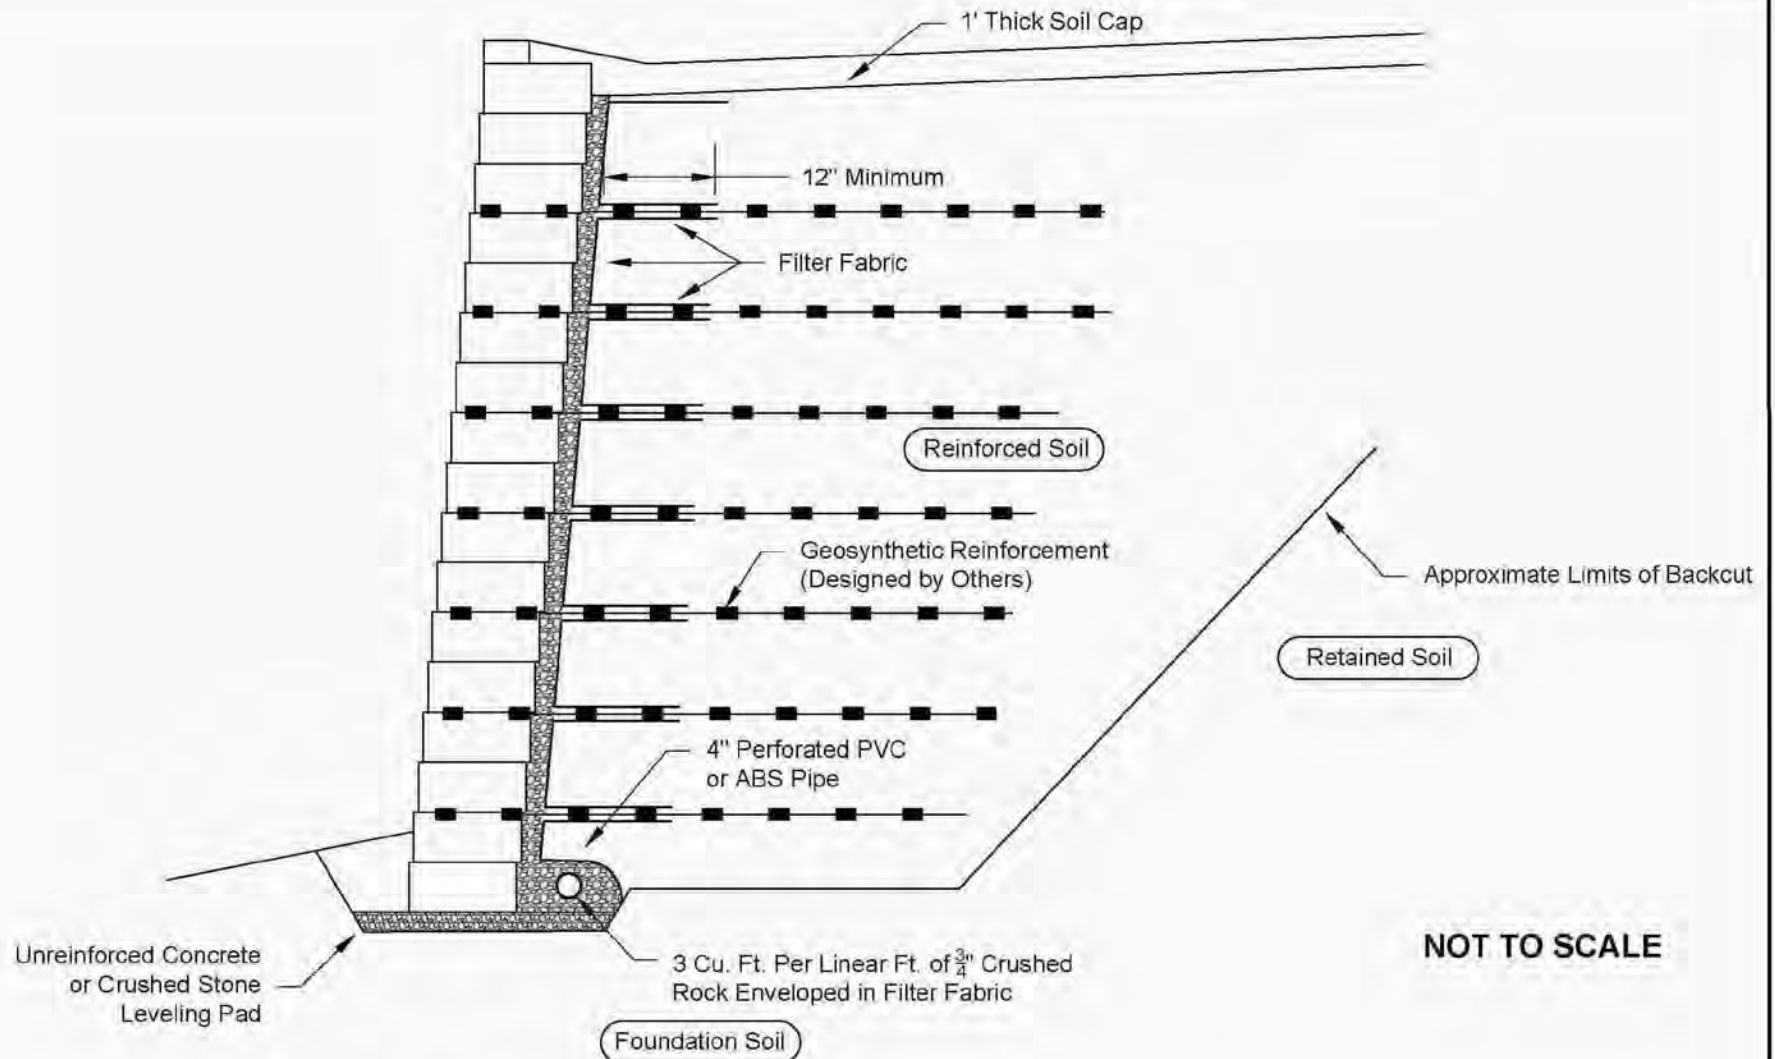 1' Thick Soil Cap
12" Minimum
Filter Fabric
Reinforced Soil
Geosynthetic Reinforcement
(Designed by Others)
Approximate Limits of Backcut
Retained Soil
4" Perforated PVC
or ABS Pipe
Unreinforced Concrete
or Crushed Stone
Leveling Pad
3 Cu. Ft. Per Linear Ft. of 3/4" Crushed
Rock Enveloped in Filter Fabric
NOT TO SCALE
Foundation Soil